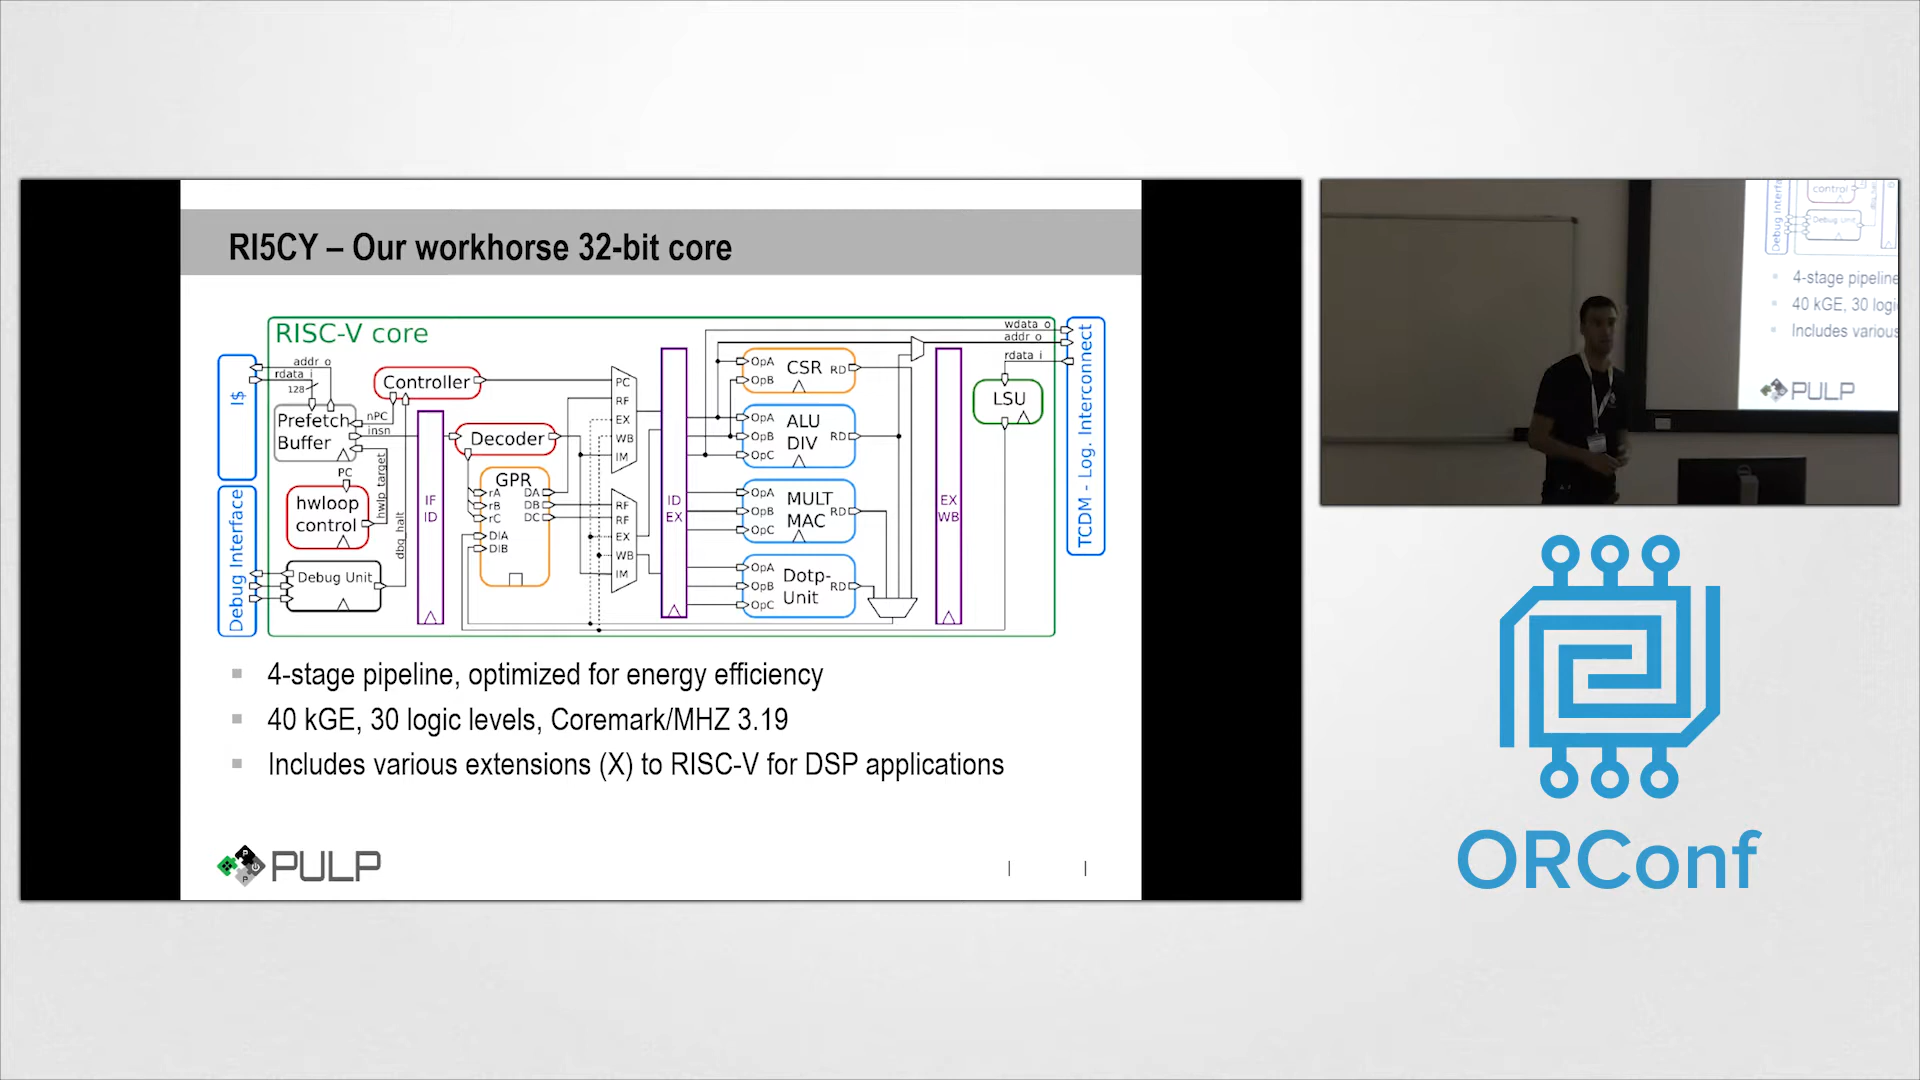 RI5CY – Our workhorse 32-bit core
RISC-V core
I$
Debug Interface
addr_o
rdata_i
128
Prefetch
Buffer
nPC
insn
PC
hwlp_target
hwloop
control
dbg_halt
Debug Unit
Controller
IF
ID
Decoder
GPR
rA
rB
rC
DIA
DIB
DA
DB
DC
PC
RF
EX
WB
IM
RF
RF
EX
WB
IM
ID
EX
OpA
OpB
CSR
RD
OpA
OpB
OpC
ALU
DIV
RD
OpA
OpB
OpC
MULT
MAC
RD
OpA
OpB
OpC
Dotp-
Unit
RD
EX
WB
wdata_o
addr_o
rdata_i
LSU
TCDM - Log. Interconnect
4-stage pipeline, optimized for energy efficiency
40 kGE, 30 logic levels, Coremark/MHZ 3.19
Includes various extensions (X) to RISC-V for DSP applications
PULP
control
Debug Unit
4-stage pipeline
40 kGE, 30 logi
Includes various
PULP
ORConf